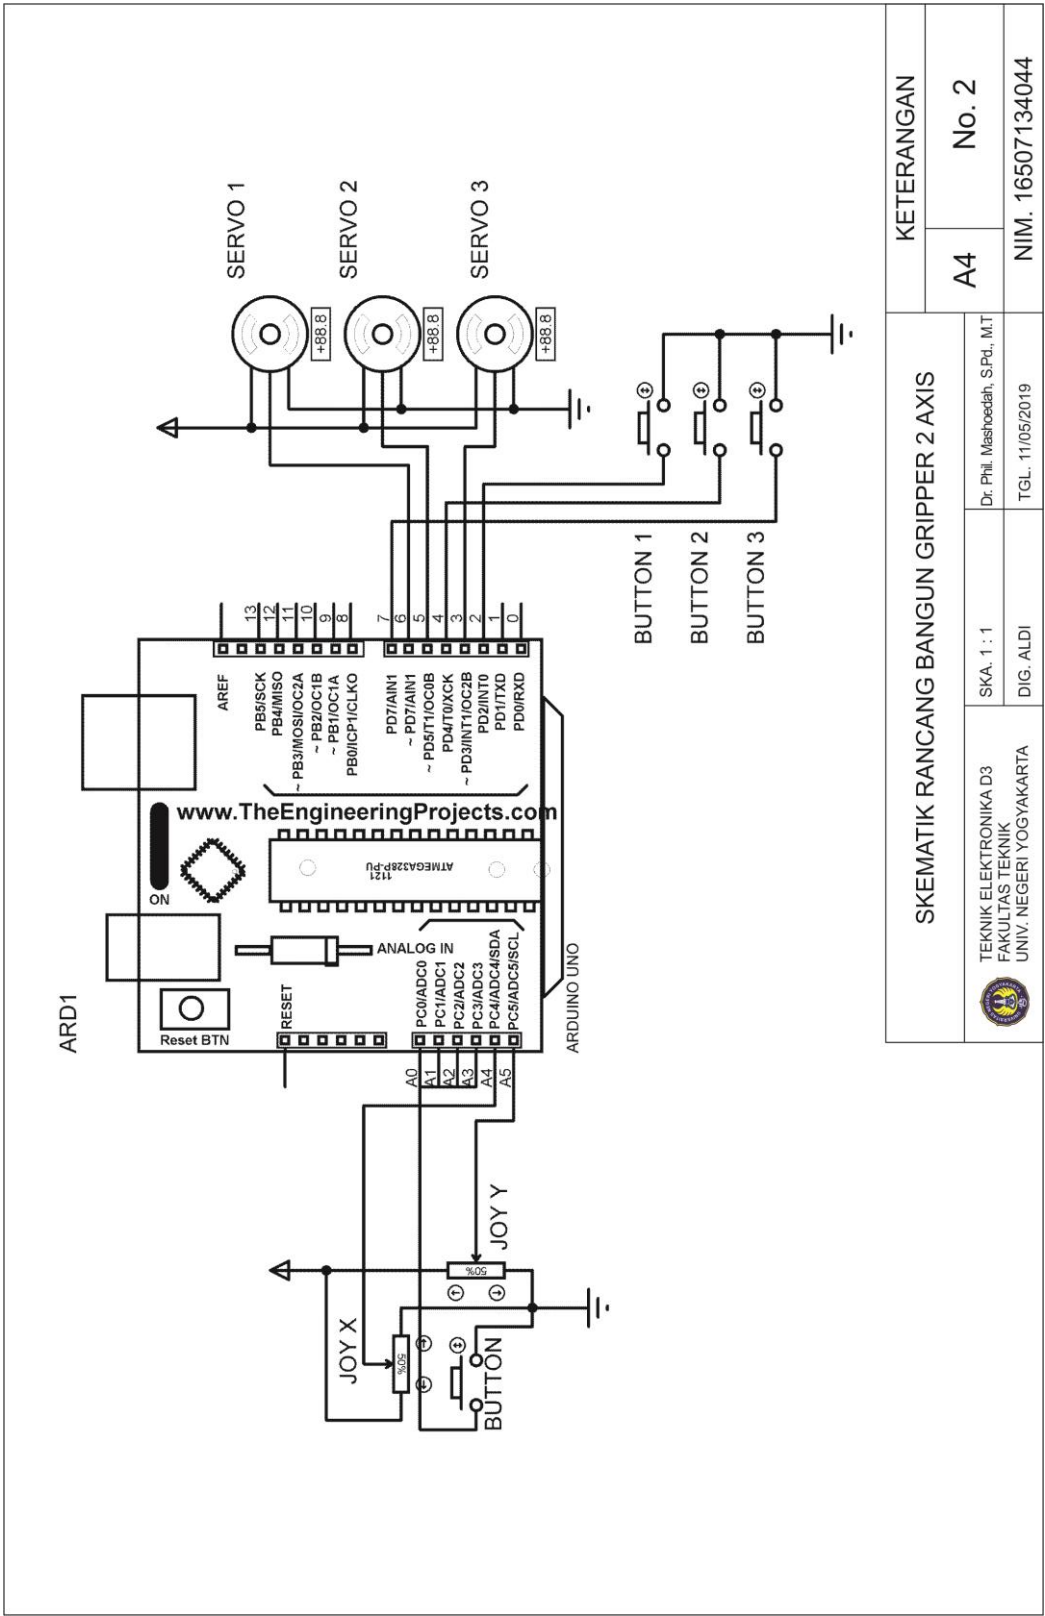 SERVO 1
SERVO 2
SERVO 3
+88.8
+88.8
+88.8
BUTTON 1
BUTTON 2
BUTTON 3
ARD1
Reset BTN
ON
RESET
ANALOG IN
AREF
PB5/SCK
PB4/MISO
~ PB3/MOSI/OC2A
~ PB2/OC1B
~ PB1/OC1A
PB0/ICP1/CLKO
PD7/AIN1
~ PD7/AIN1
~ PD5/T1/OC0B
PD4/T0/XCK
~ PD3/INT1/OC2B
PD2/INT0
PD1/TXD
PD0/RXD
13
12
11
10
9
8
7
6
5
4
3
2
1
0
www.TheEngineeringProjects.com
ATMEGA328P-PU
1121
PC0/ADC0
PC1/ADC1
PC2/ADC2
PC3/ADC3
PC4/ADC4/SDA
PC5/ADC5/SCL
A0
A1
A2
A3
A4
A5
ARDUINO UNO
JOY X
50%
JOY Y
50%
BUTTON
SKEMATIK RANCANG BANGUN GRIPPER 2 AXIS
KETERANGAN
TEKNIK ELEKTRONIKA D3
FAKULTAS TEKNIK
UNIV. NEGERI YOGYAKARTA
SKA. 1 : 1
Dr. Phil. Mashoedah, S.Pd., M.T
DIG. ALDI
TGL. 11/05/2019
A4
No. 2
NIM. 16507134044